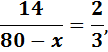 14/(80 − x) = 2/3,